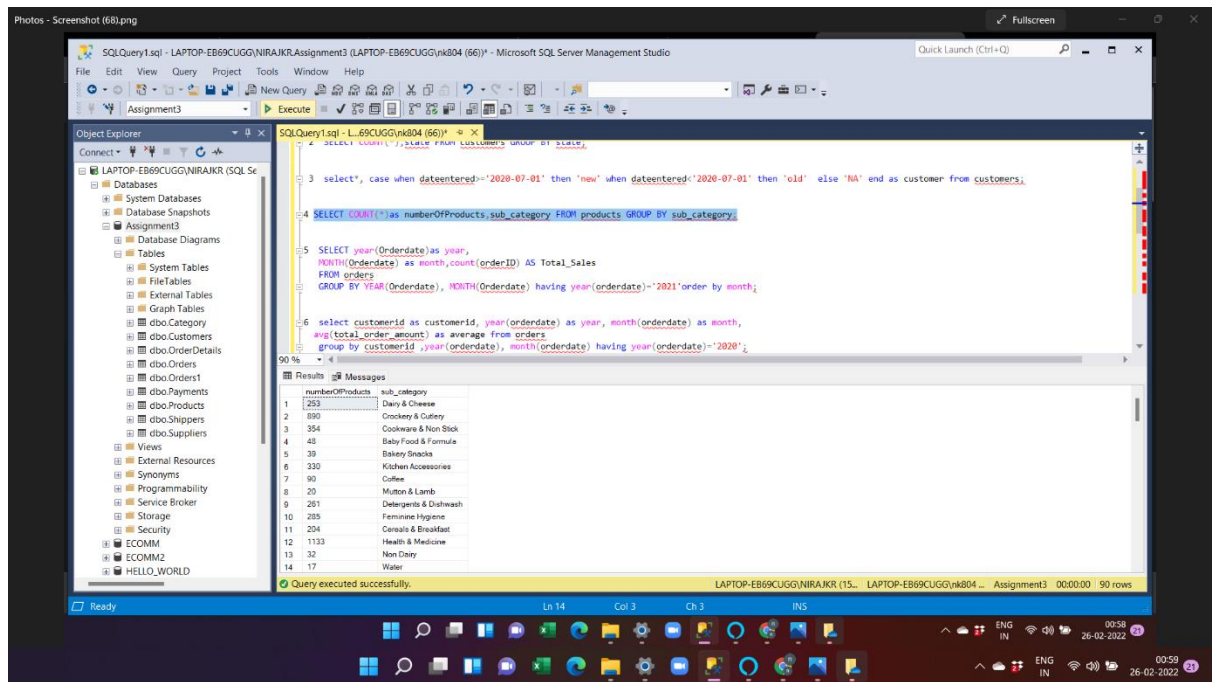 Photos - Screenshot (68).png
Fullscreen
SQLQuery1.sql - LAPTOP-EB69CUGG\NIRAJKR.Assignment3 (LAPTOP-EB69CUGG\nk804 (66))* - Microsoft SQL Server Management Studio
Quick Launch (Ctrl+Q)
File Edit View Query Project Tools Window Help
New Query
Assignment3
Execute
Object Explorer
Connect
LAPTOP-EB69CUGG\NIRAJKR (SQL Se
Databases
System Databases
Database Snapshots
Assignment3
Database Diagrams
Tables
System Tables
FileTables
External Tables
Graph Tables
dbo.Category
dbo.Customers
dbo.OrderDetails
dbo.Orders
dbo.Orders1
dbo.Payments
dbo.Products
dbo.Shippers
dbo.Suppliers
Views
External Resources
Synonyms
Programmability
Service Broker
Storage
Security
ECOMM
ECOMM2
HELLO_WORLD
SQLQuery1.sql - L...69CUGG\nk804 (66))*
2 SELECT COUNT(*),state FROM customers GROUP BY state;
3 select*, case when dateentered>='2020-07-01' then 'new' when dateentered<'2020-07-01' then 'old' else 'NA' end as customer from customers;
4 SELECT COUNT(*)as numberOfProducts,sub_category FROM products GROUP BY sub_category;
5 SELECT year(Orderdate)as year,
MONTH(Orderdate) as month,count(orderID) AS Total_Sales
FROM orders
GROUP BY YEAR(Orderdate), MONTH(Orderdate) having year(orderdate)='2021'order by month;
6 select customerid as customerid, year(orderdate) as year, month(orderdate) as month,
avg(total_order_amount) as average from orders
group by customerid ,year(orderdate), month(orderdate) having year(orderdate)='2020';
90 %
Results Messages
numberOfProducts sub_category
1 253 Dairy & Cheese
2 890 Crockery & Cutlery
3 354 Cookware & Non Stick
4 48 Baby Food & Formula
5 39 Bakery Snacks
6 330 Kitchen Accessories
7 90 Coffee
8 20 Mutton & Lamb
9 261 Detergents & Dishwash
10 285 Feminine Hygiene
11 204 Cereals & Breakfast
12 1133 Health & Medicine
13 32 Non Dairy
14 17 Water
Query executed successfully.
LAPTOP-EB69CUGG\NIRAJKR (15... LAPTOP-EB69CUGG\nk804 ... Assignment3 00:00:00 90 rows
Ready Ln 14 Col 3 Ch 3 INS
ENG IN 00:58 26-02-2022 21
ENG IN 00:59 26-02-2022 21